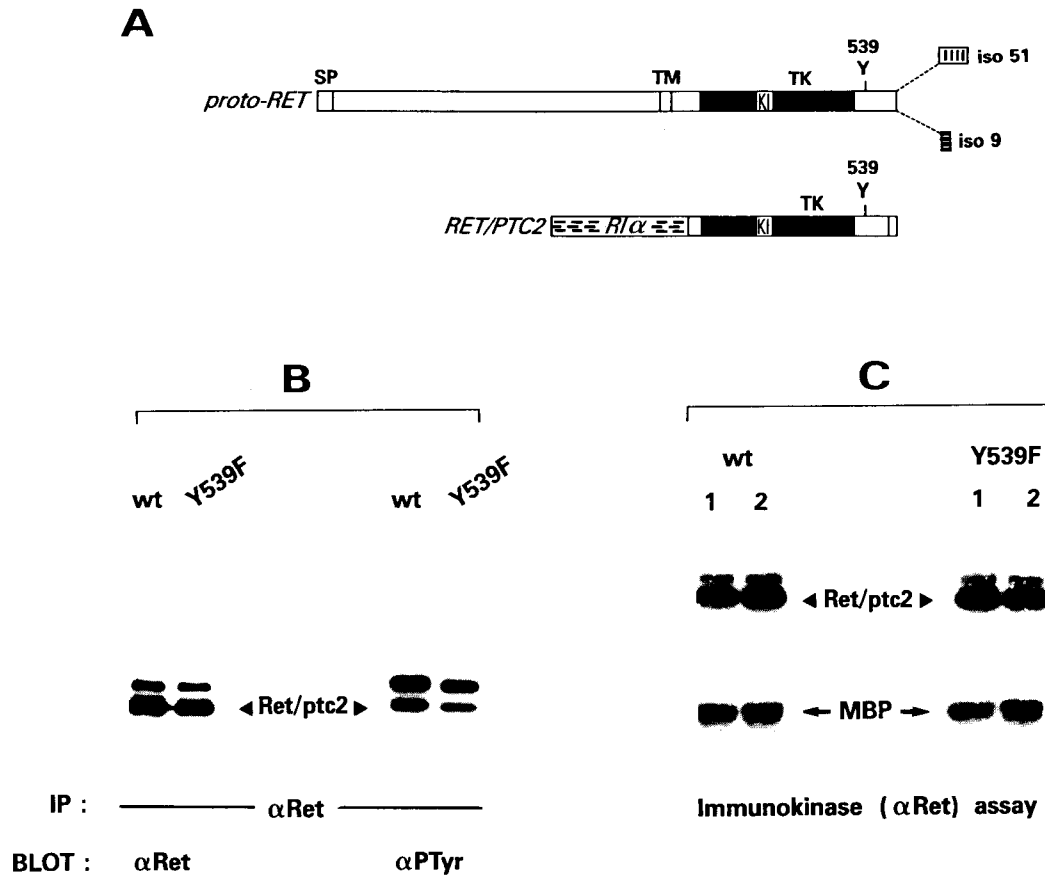 A
539
Y
iso 51
SP
TM
TK
proto-RET
KI
iso 9
539
Y
TK
RET/PTC2
RIα
KI
B
C
wt Y539F
wt Y539F
wt
Y539F
1 2
1 2
◄ Ret/ptc2 ►
◄ Ret/ptc2 ►
← MBP →
IP : αRet
Immunokinase (αRet) assay
BLOT : αRet αPTyr